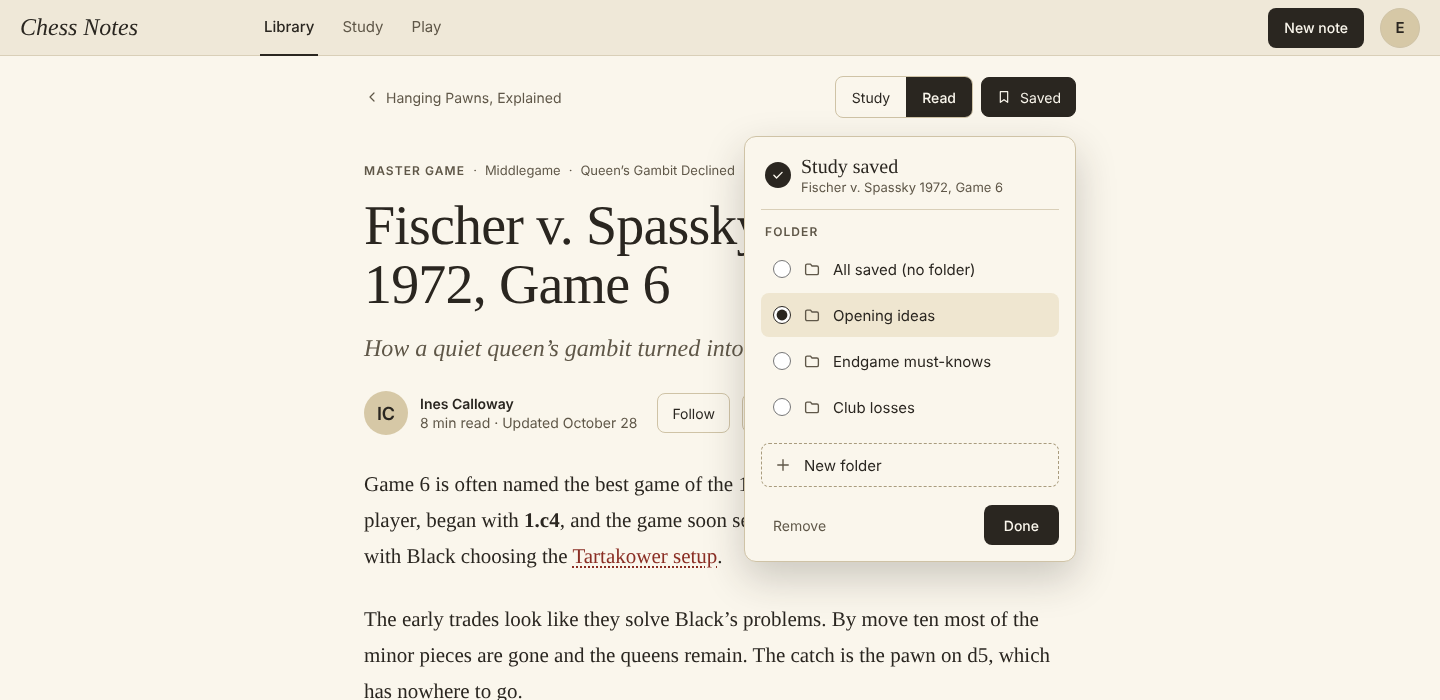 Chess Notes
Library
Study
Play
New note
E
Hanging Pawns, Explained
Study
Read
Saved
MASTER GAME · Middlegame · Queen’s Gambit Declined
Fischer v. Spassky
1972, Game 6
How a quiet queen’s gambit turned into
IC
Ines Calloway
8 min read · Updated October 28
Follow
Study saved
Fischer v. Spassky 1972, Game 6
FOLDER
All saved (no folder)
Opening ideas
Endgame must-knows
Club losses
New folder
Remove
Done
Game 6 is often named the best game of the
player, began with 1.c4, and the game soon
with Black choosing the Tartakower setup.
The early trades look like they solve Black’s problems. By move ten most of the
minor pieces are gone and the queens remain. The catch is the pawn on d5, which
has nowhere to go.